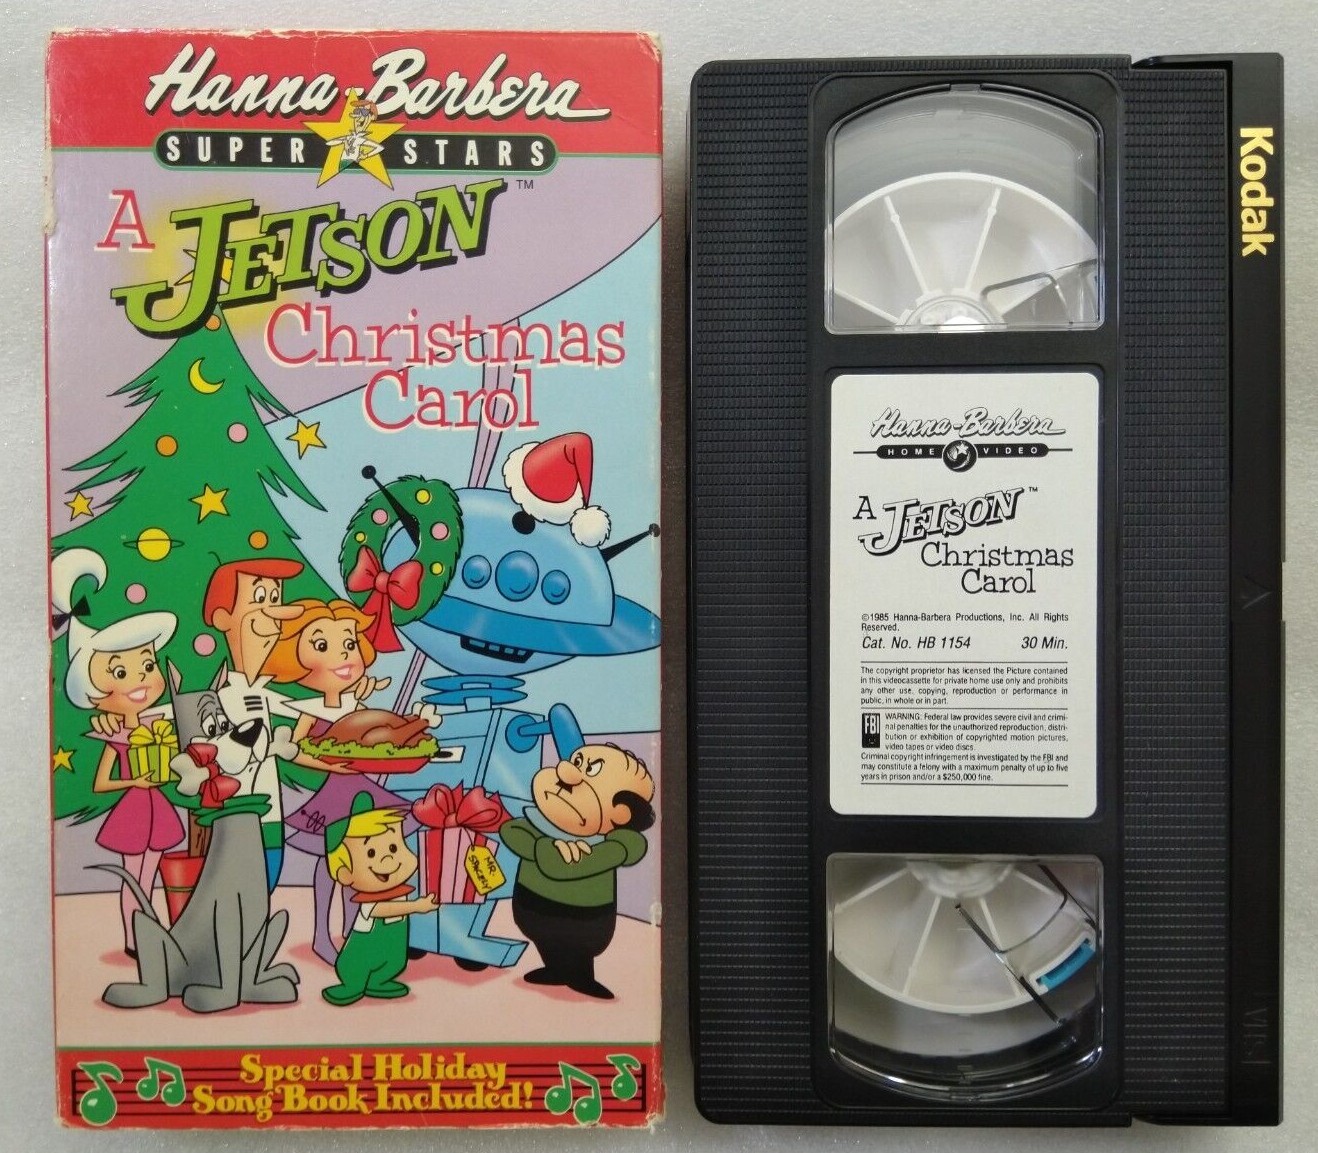 Hanna-Barbera
SUPER STARS
A JETSON™
Christmas
Carol
MR.
SPACELY
Special Holiday
Song Book Included!
Kodak
Hanna-Barbera
HOME VIDEO
A JETSON™
Christmas
Carol
©1985 Hanna-Barbera Productions, Inc. All Rights
Reserved.
Cat. No. HB 1154 30 Min.
The copyright proprietor has licensed the Picture contained
in this videocassette for private home use only and prohibits
any other use, copying, reproduction or performance in
public, in whole or in part.
FBI
WARNING: Federal law provides severe civil and crimi-
nal penalties for the unauthorized reproduction, distri-
bution or exhibition of copyrighted motion pictures,
video tapes or video discs.
Criminal copyright infringement is investigated by the FBI and
may constitute a felony with a maximum penalty of up to five
years in prison and/or a $250,000 fine.
VHS